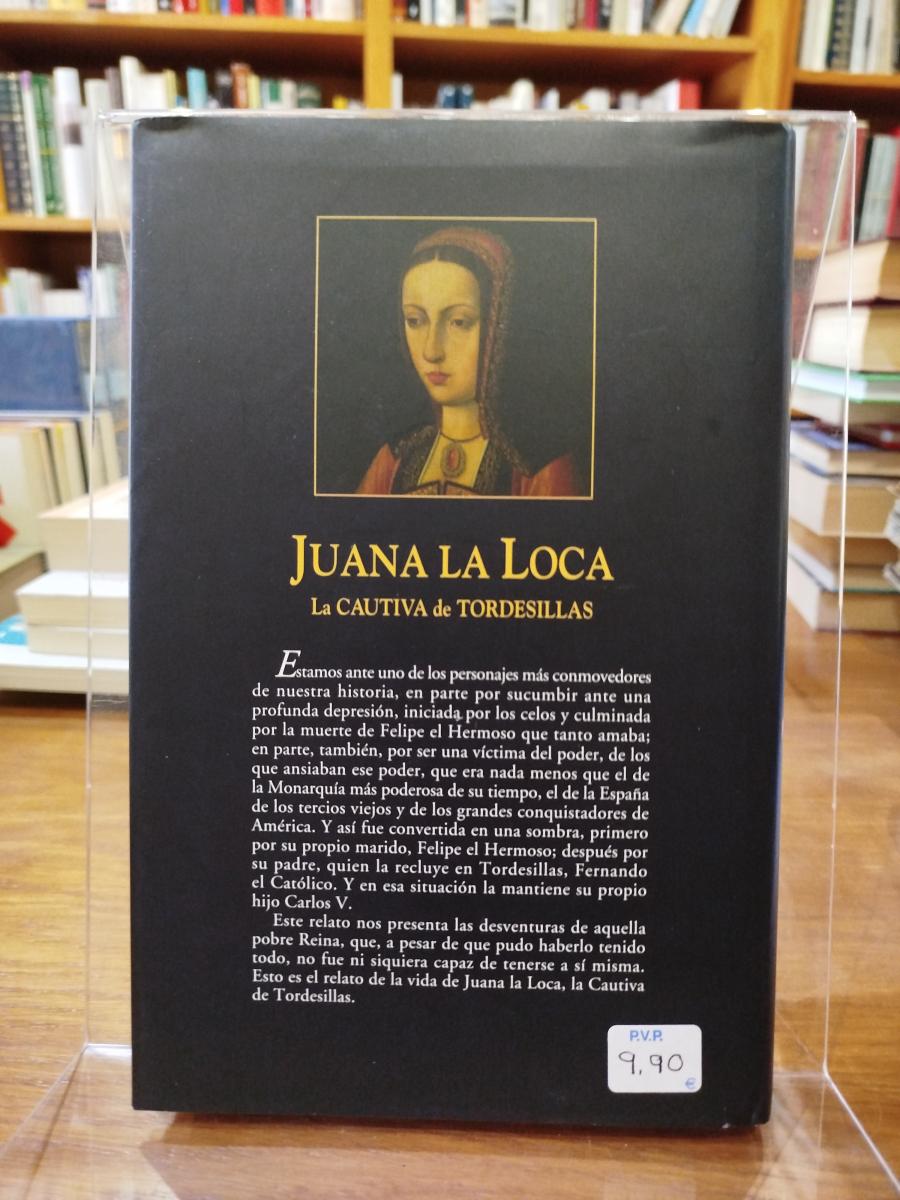 JUANA LA LOCA
La CAUTIVA de TORDESILLAS
Estamos ante uno de los personajes más conmovedores
de nuestra historia, en parte por sucumbir ante una
profunda depresión, iniciada por los celos y culminada
por la muerte de Felipe el Hermoso que tanto amaba;
en parte, también, por ser una víctima del poder, de los
que ansiaban ese poder, que era nada menos que el de
la Monarquía más poderosa de su tiempo, el de la España
de los tercios viejos y de los grandes conquistadores de
América. Y así fue convertida en una sombra, primero
por su propio marido, Felipe el Hermoso; después por
su padre, quien la recluye en Tordesillas, Fernando
el Católico. Y en esa situación la mantiene su propio
hijo Carlos V.
Este relato nos presenta las desventuras de aquella
pobre Reina, que, a pesar de que pudo haberlo tenido
todo, no fue ni siquiera capaz de tenerse a sí misma.
Esto es el relato de la vida de Juana la Loca, la Cautiva
de Tordesillas.
P.V.P.
9,90
€